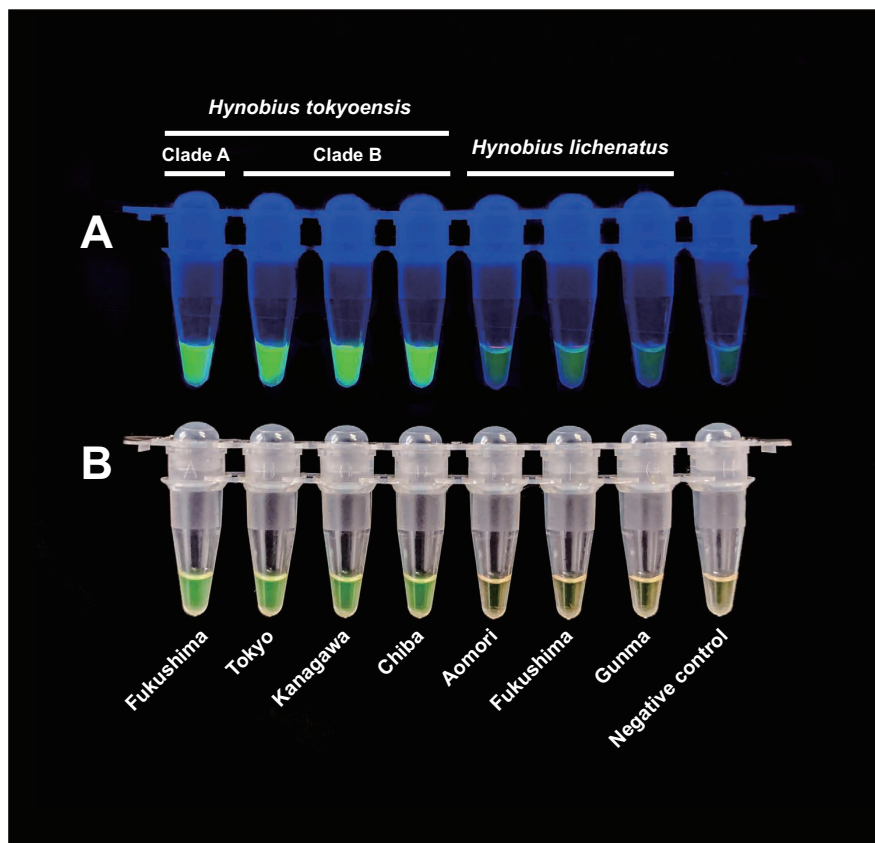 Hynobius tokyoensis
Clade A
Clade B
Hynobius lichenatus
A
B
Fukushima
Tokyo
Kanagawa
Chiba
Aomori
Fukushima
Gunma
Negative control